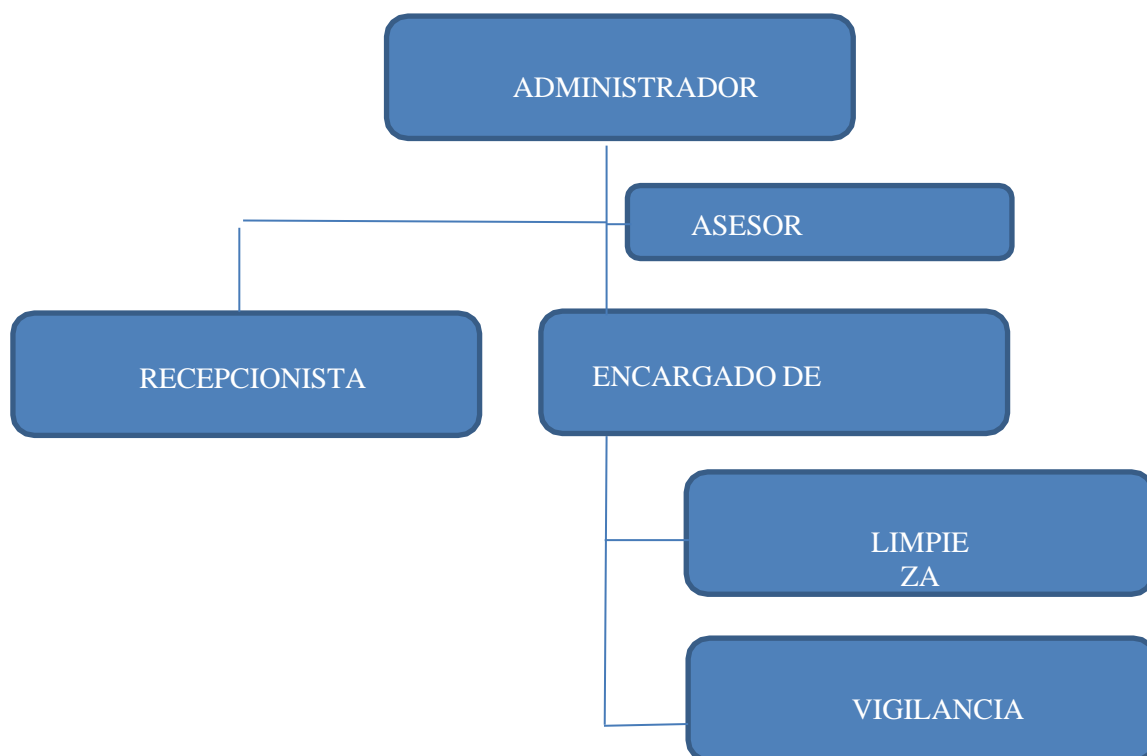 ADMINISTRADOR
ASESOR
RECEPCIONISTA
ENCARGADO DE
LIMPIE
ZA
VIGILANCIA